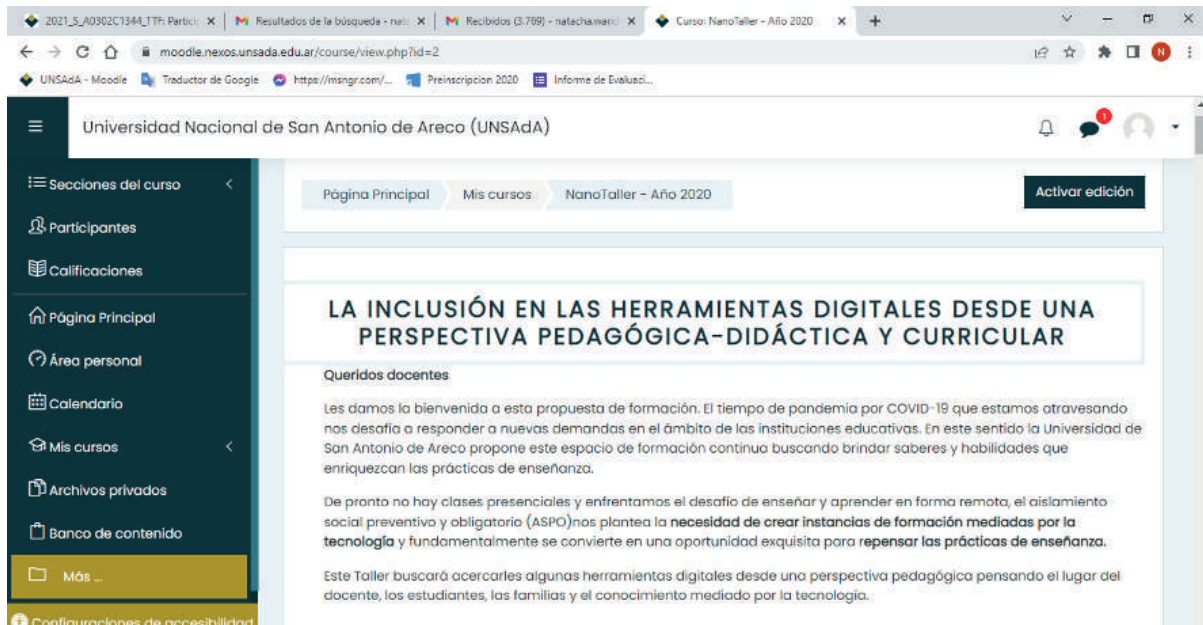 2021_S_A0302C1344_TTF: Partici
Resultados de la búsqueda - nata
Recibidos (3.769) - natacha.warid
Curso: NanoTaller - Año 2020
moodle.nexos.unsada.edu.ar/course/view.php?id=2
N
UNSAdA - Moodle
Traductor de Google
https://msngr.com/...
Preinscripcion 2020
Informe de Evaluaci...
Universidad Nacional de San Antonio de Areco (UNSAdA)
1
Secciones del curso
Participantes
Calificaciones
Página Principal
Área personal
Calendario
Mis cursos
Archivos privados
Banco de contenido
Más ...
Configuraciones de accesibilidad
Página Principal
Mis cursos
NanoTaller - Año 2020
Activar edición
LA INCLUSIÓN EN LAS HERRAMIENTAS DIGITALES DESDE UNA
PERSPECTIVA PEDAGÓGICA-DIDÁCTICA Y CURRICULAR
Queridos docentes
Les damos la bienvenida a esta propuesta de formación. El tiempo de pandemia por COVID-19 que estamos atravesando
nos desafía a responder a nuevas demandas en el ámbito de las instituciones educativas. En este sentido la Universidad de
San Antonio de Areco propone este espacio de formación continua buscando brindar saberes y habilidades que
enriquezcan las prácticas de enseñanza.
De pronto no hay clases presenciales y enfrentamos el desafío de enseñar y aprender en forma remota, el aislamiento
social preventivo y obligatorio (ASPO)nos plantea la necesidad de crear instancias de formación mediadas por la
tecnología y fundamentalmente se convierte en una oportunidad exquisita para repensar las prácticas de enseñanza.
Este Taller buscará acercarles algunas herramientas digitales desde una perspectiva pedagógica pensando el lugar del
docente, los estudiantes, las familias y el conocimiento mediado por la tecnología.